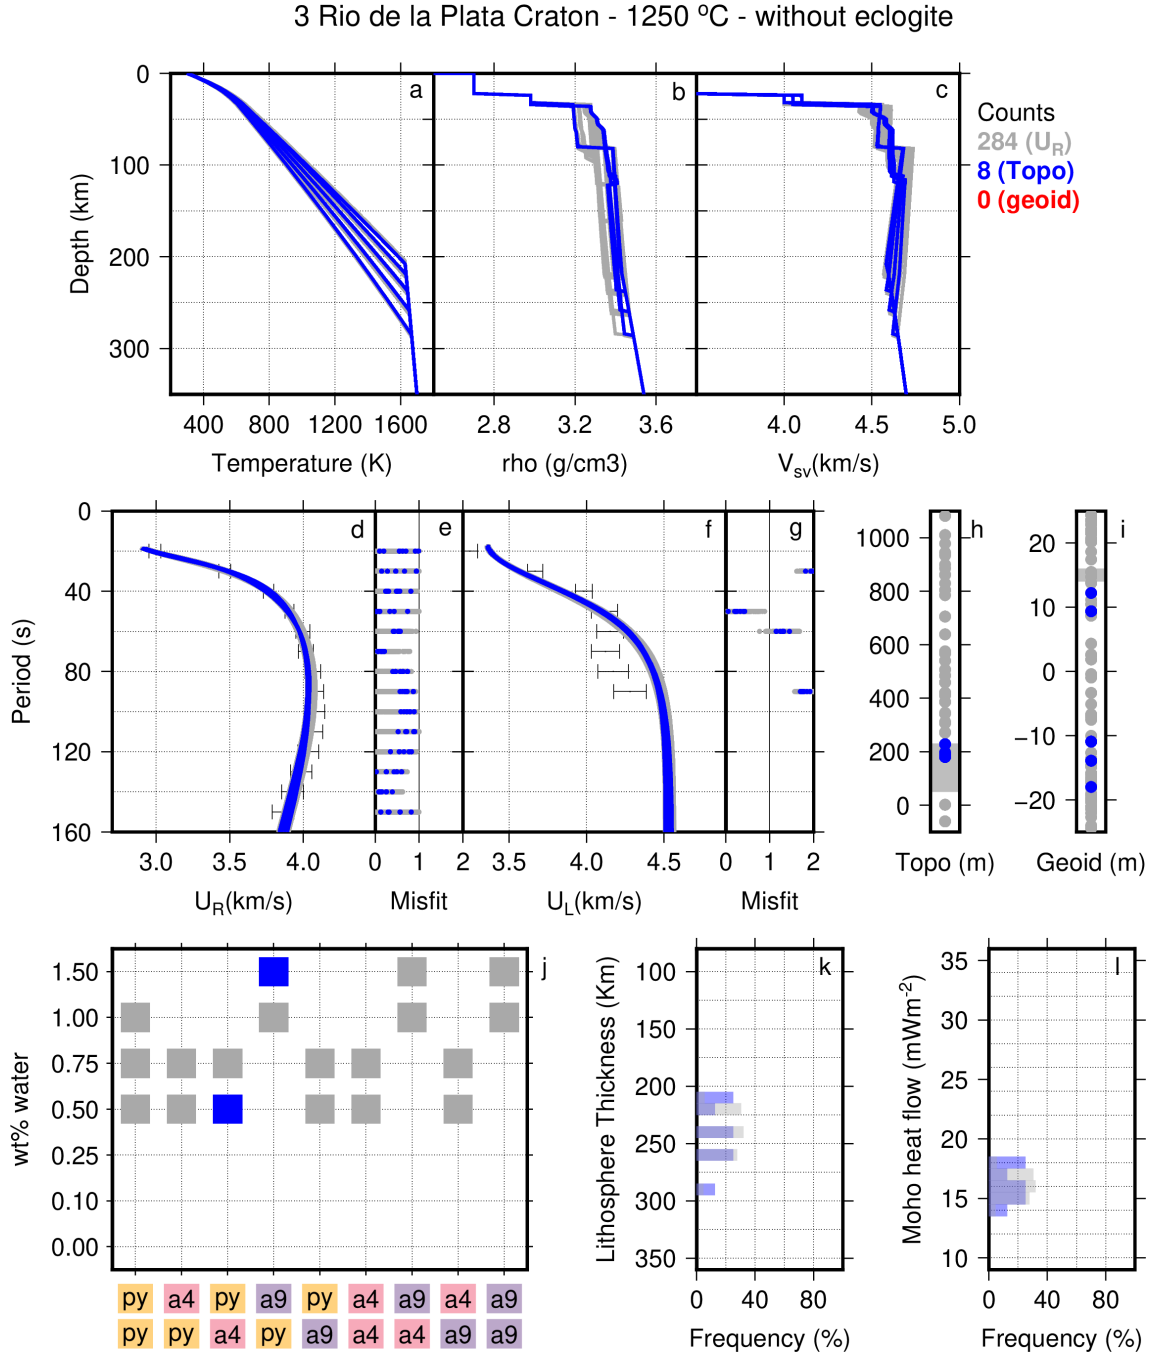 3 Rio de la Plata Craton - 1250 ºC - without eclogite
0
100
200
300
Depth (km)
a
b
c
400 800 1200 1600
2.8 3.2 3.6
4.0 4.5 5.0
Temperature (K)
rho (g/cm3)
Vsv(km/s)
Counts
284 (UR)
8 (Topo)
0 (geoid)
0
40
80
120
160
Period (s)
d
e
f
g
h
i
3.0 3.5 4.0
0 1 2
3.5 4.0 4.5
0 1 2
UR(km/s)
Misfit
UL(km/s)
Misfit
1000
800
600
400
200
0
Topo (m)
20
10
0
−10
−20
Geoid (m)
1.50
1.00
0.75
0.50
0.25
0.10
0.00
wt% water
j
py a4 py a9 py a4 a9 a4 a9
py py a4 py a9 a4 a4 a9 a9
100
150
200
250
300
350
Lithosphere Thickness (Km)
k
0 40 80
Frequency (%)
35
30
25
20
15
10
Moho heat flow (mWm-2)
l
0 40 80
Frequency (%)